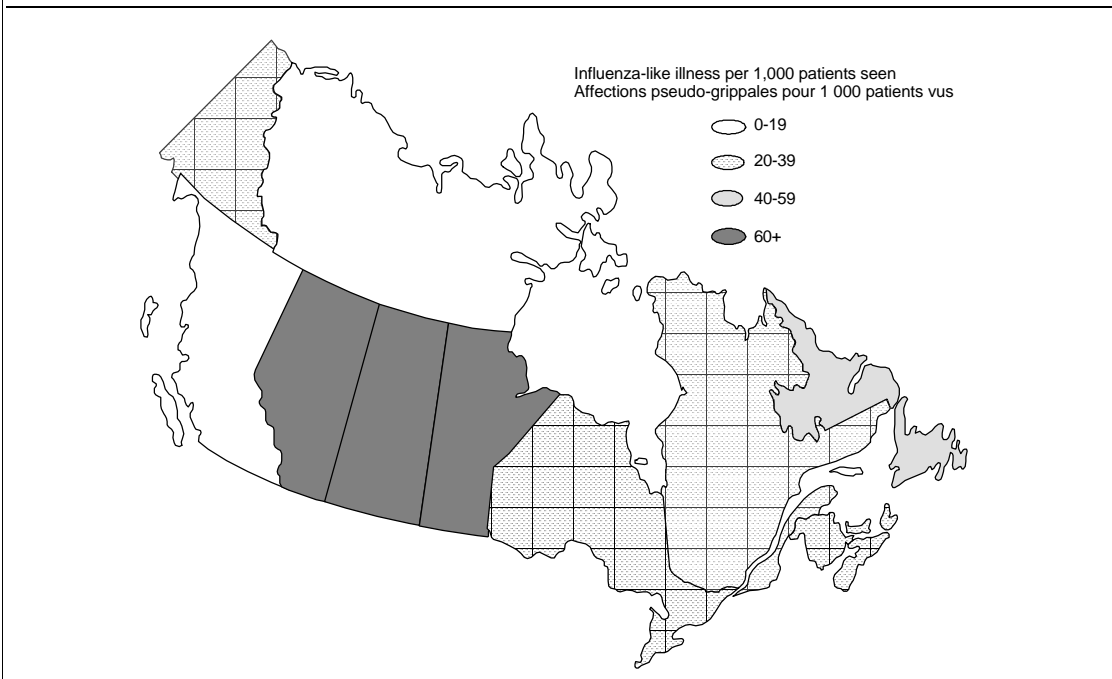 Influenza-like illness per 1,000 patients seen
Affections pseudo-grippales pour 1 000 patients vus
0-19
20-39
40-59
60+